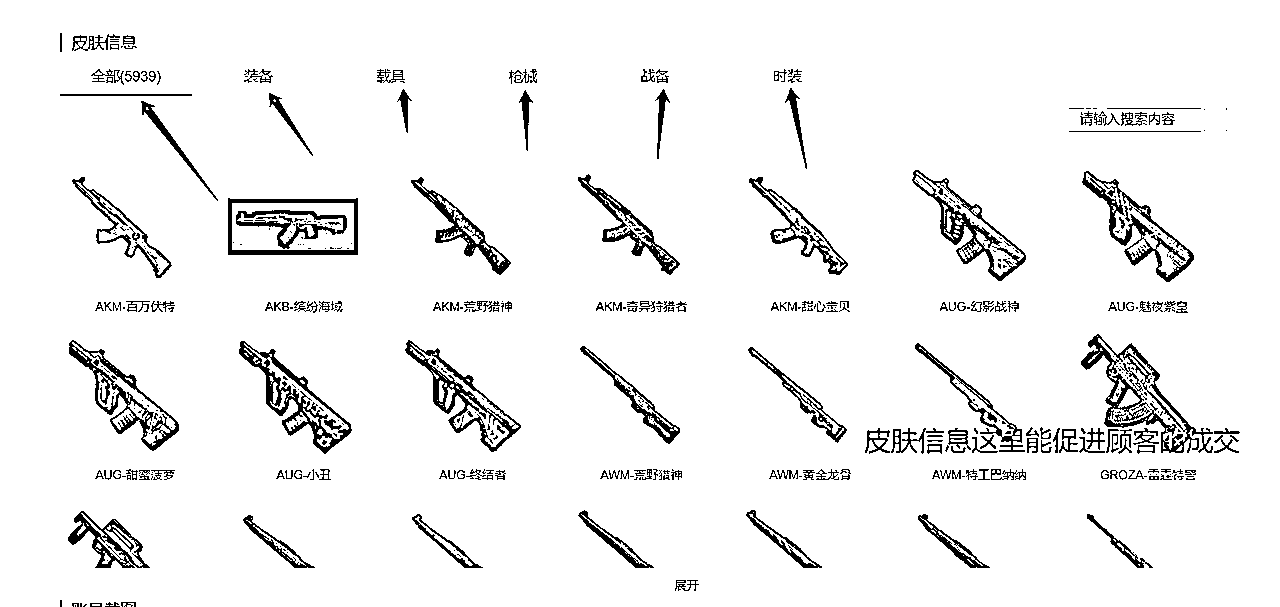 皮肤信息
全部(5939) 装备 载具 枪械 战备 时装
请输入搜索内容
AKM-百万伏特 AKB-缤纷海域 AKM-荒野猎神 AKM-奇异狩猎者 AKM-甜心宝贝 AUG-幻影战神 AUG-魅夜紫皇
皮肤信息这里能促进顾客的成交
AUG-甜蜜菠萝 AUG-小丑 AUG-终结者 AWM-荒野猎神 AWM-黄金龙骨 AWM-特工巴纳纳 GROZA-雷霆特警
展开
账号截图